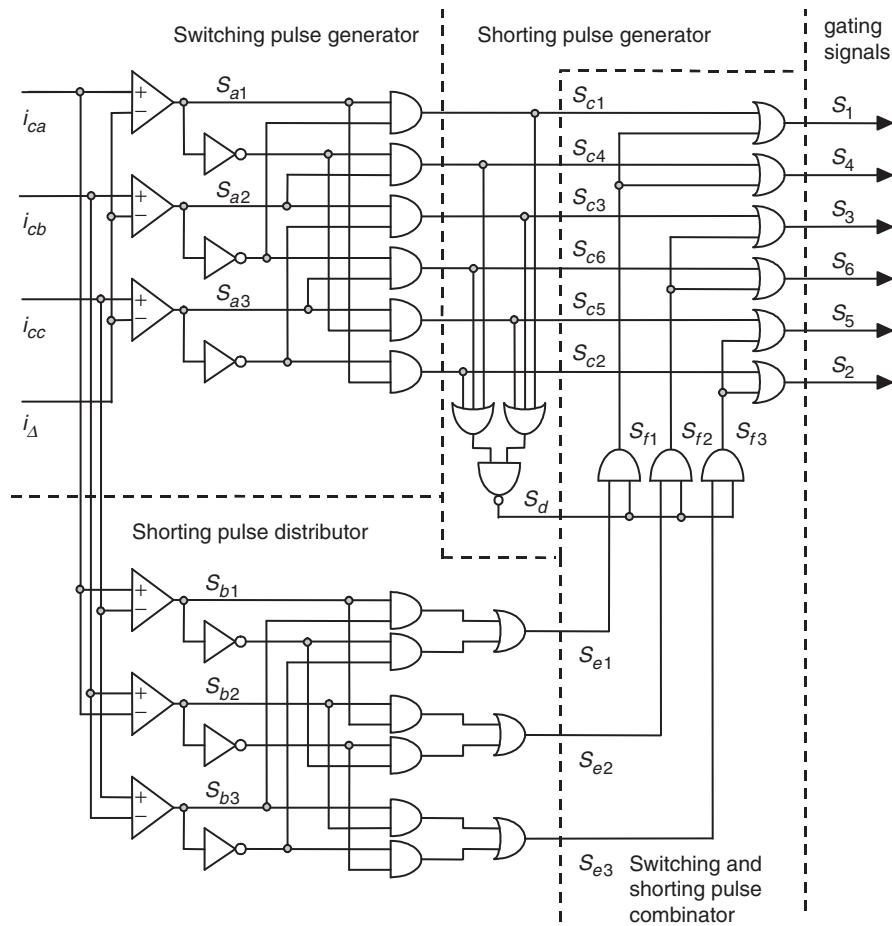 Switching pulse generator
Shorting pulse generator
gating
signals
i_ca
i_cb
i_cc
i_Δ
+
−
+
−
+
−
S_a1
S_a2
S_a3
S_c1
S_c4
S_c3
S_c6
S_c5
S_c2
S_1
S_4
S_3
S_6
S_5
S_2
S_f1
S_f2
S_f3
S_d
Shorting pulse distributor
+
−
+
−
+
−
S_b1
S_b2
S_b3
S_e1
S_e2
S_e3
Switching and
shorting pulse
combinator